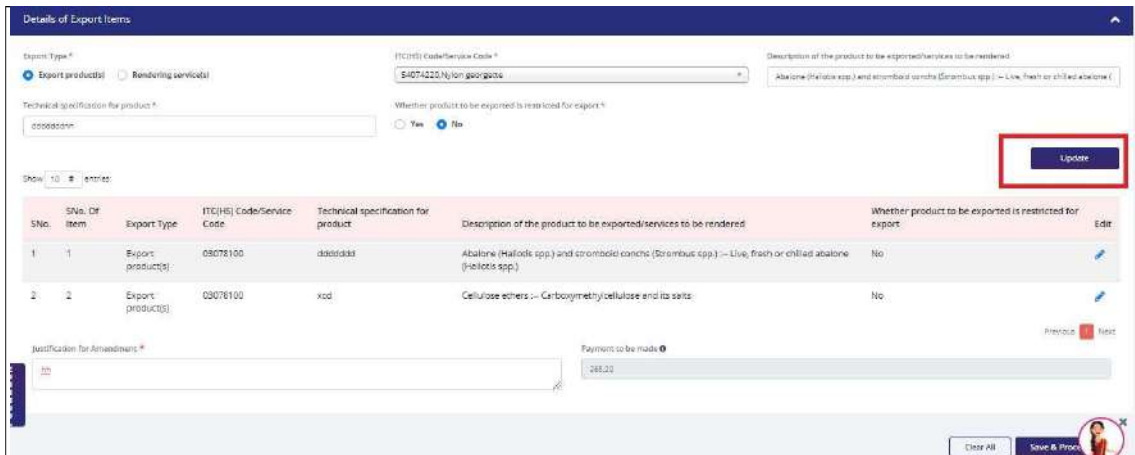 Details of Export Items
Export Type *
ITC(HS) Code/Service Code *
Description of the product to be exported/services to be rendered
Export product(s) Rendering service(s)
54074220,Nylon georgette
Abalone (Haliotis spp.) and stromboid conchs (Strombus spp.) :-- Live, fresh or chilled abalone (
Technical specification for product *
Whether product to be exported is restricted for export *
Yes No
Update
Show 10 entries
SNo. SNo. Of Item Export Type ITC(HS) Code/Service Code Technical specification for product Description of the product to be exported/services to be rendered Whether product to be exported is restricted for export Edit
1 1 Export product(s) 03078100 ddddddd Abalone (Haliotis spp.) and stromboid conchs (Strombus spp.) :-- Live, fresh or chilled abalone (Haliotis spp.) No
2 2 Export product(s) 03078100 xcd Cellulose ethers :-- Carboxymethylcellulose and its salts No
Previous 1 Next
Justification for Amendment *
Payment to be made
Clear All Save &